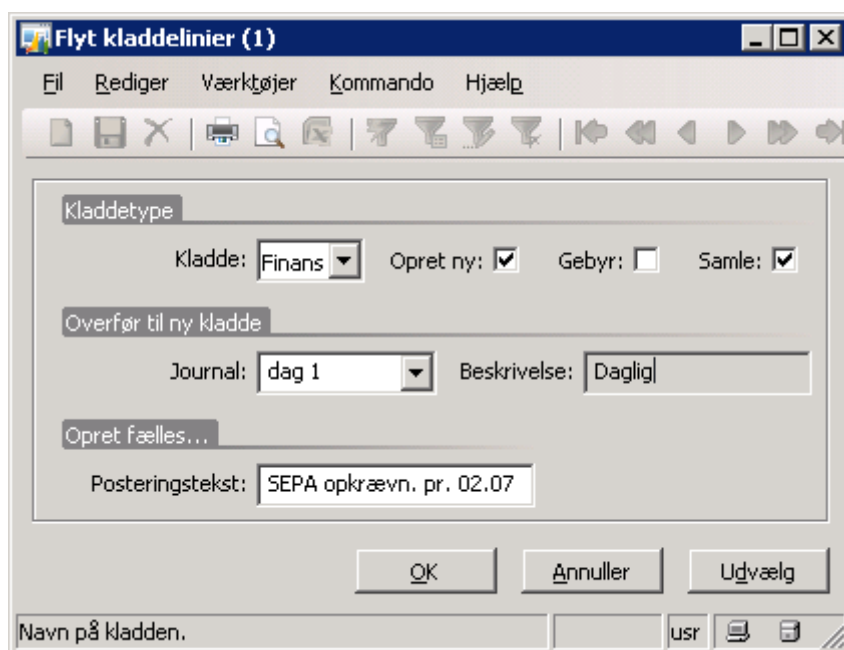 Flyt kladdelinier (1)
Fil Rediger Værktøjer Kommando Hjælp
Kladdetype
Kladde: Finans Opret ny: Gebyr: Samle:
Overfør til ny kladde
Journal: dag 1 Beskrivelse: Daglig
Opret fælles...
Posteringstekst: SEPA opkrævn. pr. 02.07
OK Annuller Udvælg
Navn på kladden. usr